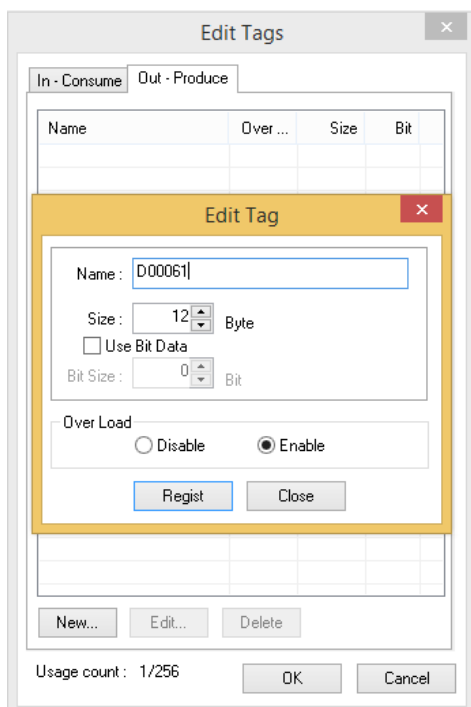 Edit Tags
In - Consume Out - Produce
Name Over ... Size Bit
Edit Tag
Name : D00061
Size : 12 Byte
Use Bit Data
Bit Size : 0 Bit
Over Load
Disable Enable
Regist Close
New... Edit... Delete
Usage count : 1/256 OK Cancel